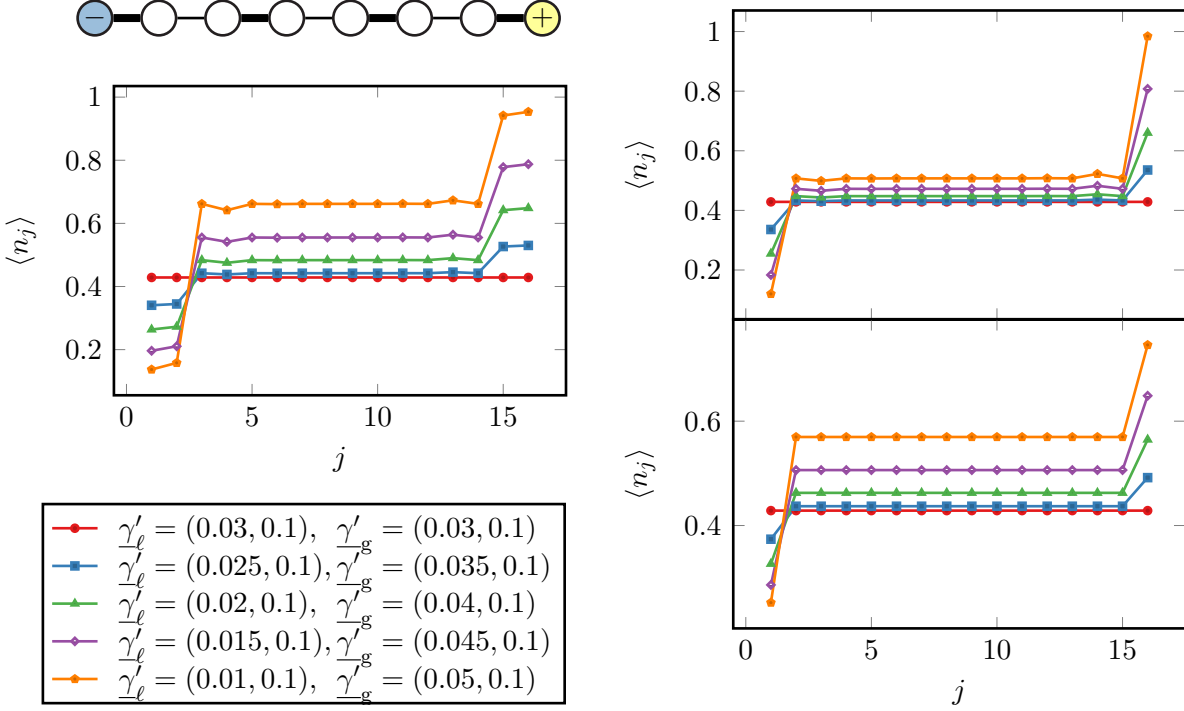 − +
1
0.8
0.6
0.4
0.2
⟨n_j⟩
0 5 10 15
j
γ′_ℓ = (0.03, 0.1), γ′_g = (0.03, 0.1)
γ′_ℓ = (0.025, 0.1), γ′_g = (0.035, 0.1)
γ′_ℓ = (0.02, 0.1), γ′_g = (0.04, 0.1)
γ′_ℓ = (0.015, 0.1), γ′_g = (0.045, 0.1)
γ′_ℓ = (0.01, 0.1), γ′_g = (0.05, 0.1)
1
0.8
0.6
0.4
0.2
⟨n_j⟩
0.6
0.4
⟨n_j⟩
0 5 10 15
j